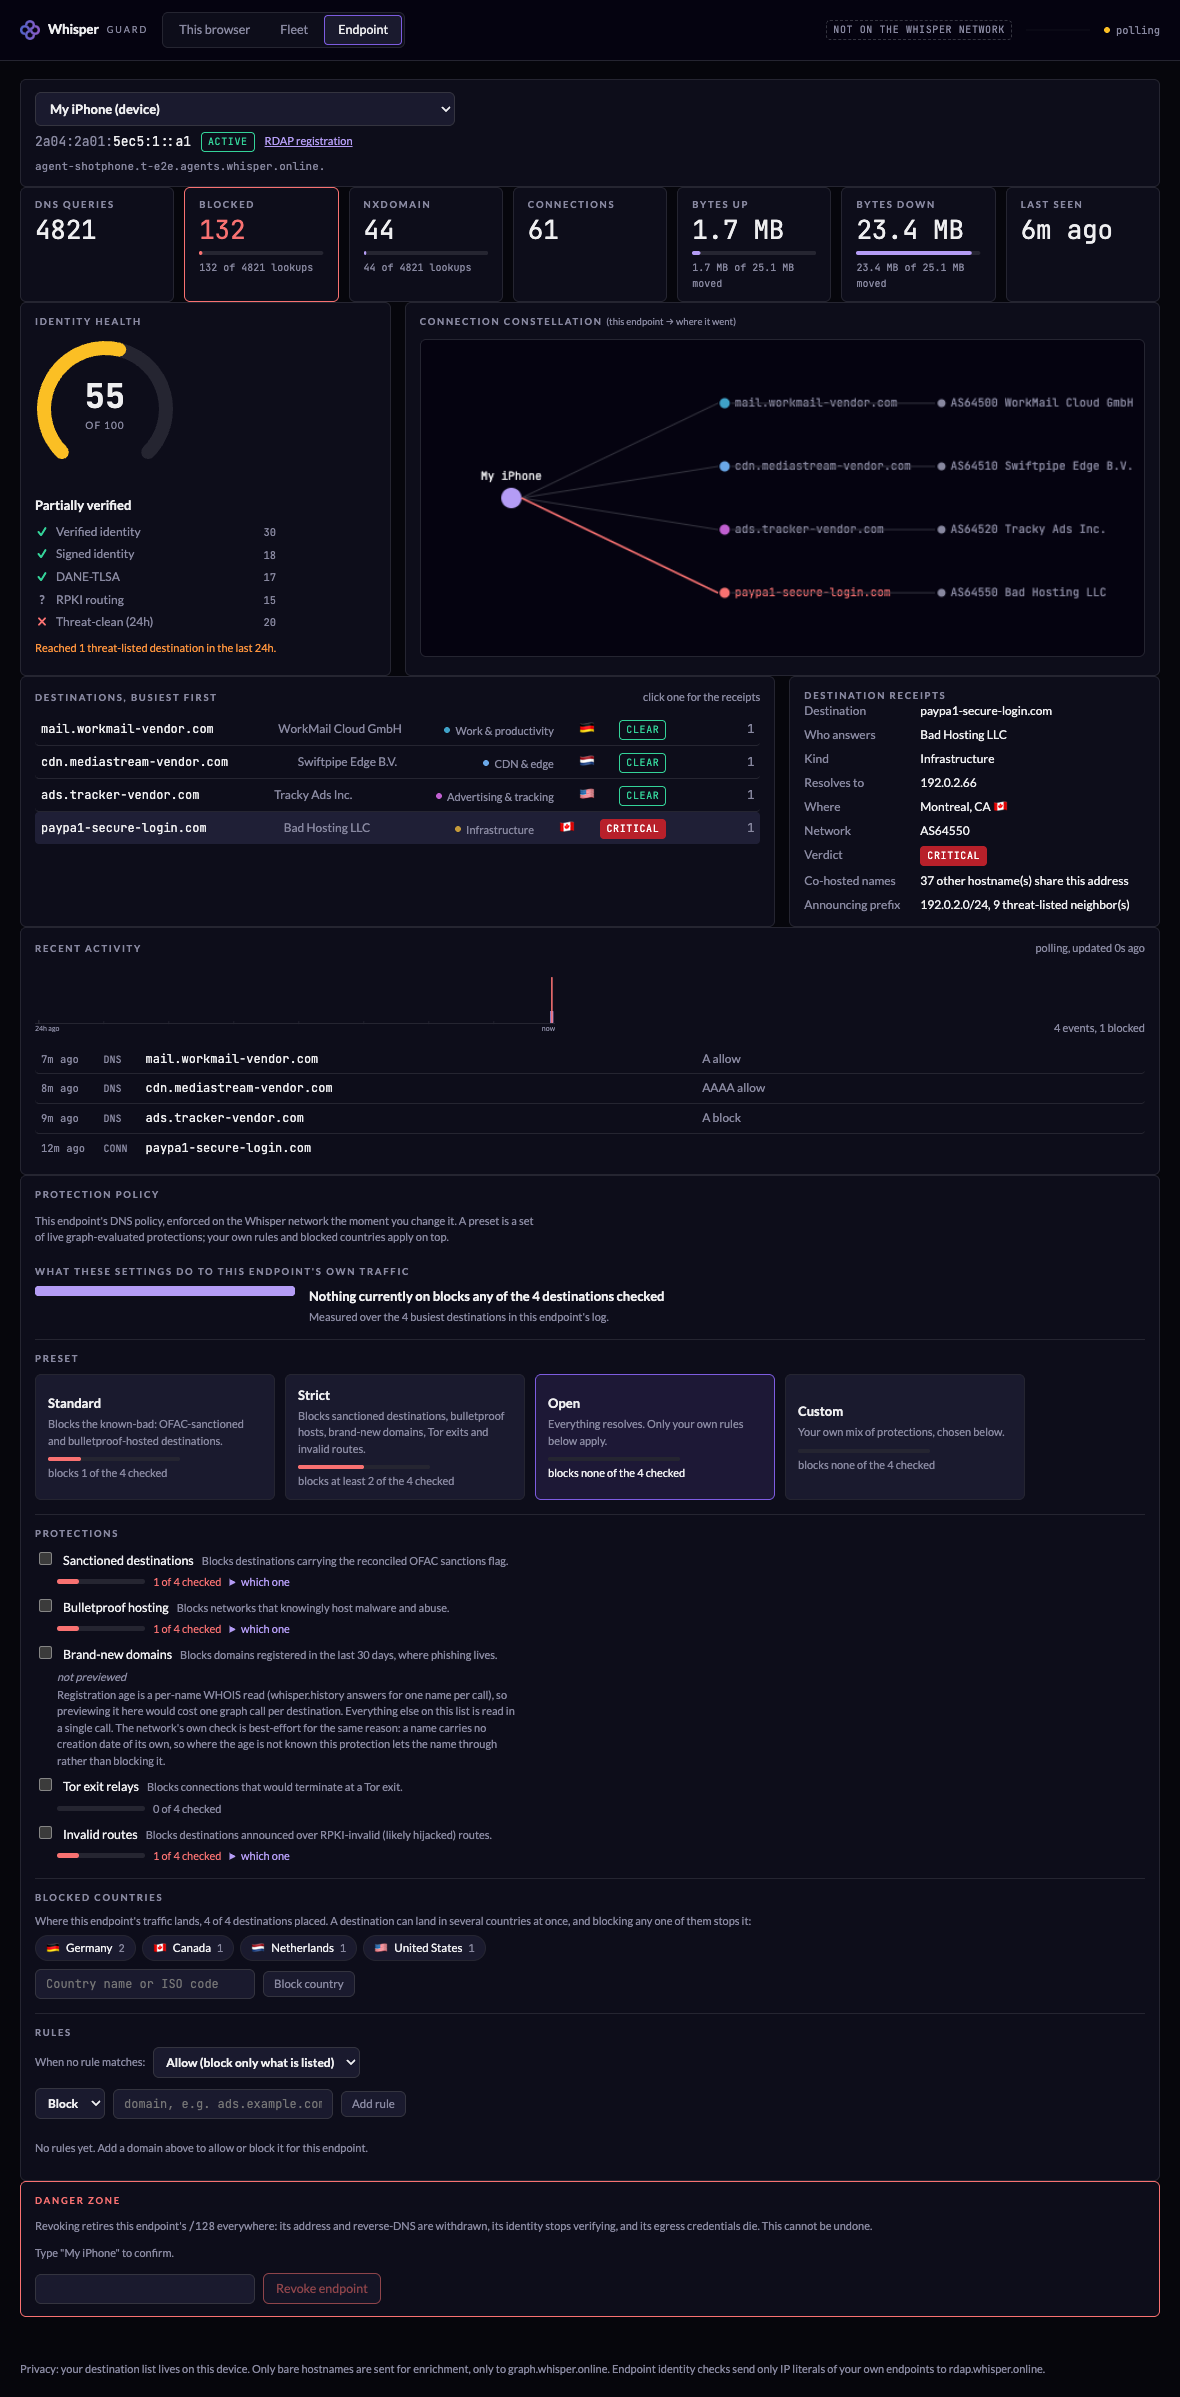 Whisper GUARD
This browser
Fleet
Endpoint
NOT ON THE WHISPER NETWORK
polling
My iPhone (device)
2a04:2a01:5ec5:1::a1 ACTIVE RDAP registration
agent-shotphone.t-e2e.agents.whisper.online.
DNS QUERIES
4821
BLOCKED
132
132 of 4821 lookups
NXDOMAIN
44
44 of 4821 lookups
CONNECTIONS
61
BYTES UP
1.7 MB
1.7 MB of 25.1 MB
moved
BYTES DOWN
23.4 MB
23.4 MB of 25.1 MB
moved
LAST SEEN
6m ago
IDENTITY HEALTH
55
OF 100
Partially verified
Verified identity 30
Signed identity 18
DANE-TLSA 17
? RPKI routing 15
Threat-clean (24h) 20
Reached 1 threat-listed destination in the last 24h.
CONNECTION CONSTELLATION (this endpoint → where it went)
My iPhone
mail.workmail-vendor.com AS64500 WorkMail Cloud GmbH
cdn.mediastream-vendor.com AS64510 Swiftpipe Edge B.V.
ads.tracker-vendor.com AS64520 Tracky Ads Inc.
paypa1-secure-login.com AS64550 Bad Hosting LLC
DESTINATIONS, BUSIEST FIRST click one for the receipts
mail.workmail-vendor.com WorkMail Cloud GmbH Work & productivity CLEAR 1
cdn.mediastream-vendor.com Swiftpipe Edge B.V. CDN & edge CLEAR 1
ads.tracker-vendor.com Tracky Ads Inc. Advertising & tracking CLEAR 1
paypa1-secure-login.com Bad Hosting LLC Infrastructure CRITICAL 1
DESTINATION RECEIPTS
Destination paypa1-secure-login.com
Who answers Bad Hosting LLC
Kind Infrastructure
Resolves to 192.0.2.66
Where Montreal, CA
Network AS64550
Verdict CRITICAL
Co-hosted names 37 other hostname(s) share this address
Announcing prefix 192.0.2.0/24, 9 threat-listed neighbor(s)
RECENT ACTIVITY polling, updated 0s ago
24h ago now
4 events, 1 blocked
7m ago DNS mail.workmail-vendor.com A allow
8m ago DNS cdn.mediastream-vendor.com AAAA allow
9m ago DNS ads.tracker-vendor.com A block
12m ago CONN paypa1-secure-login.com
PROTECTION POLICY
This endpoint's DNS policy, enforced on the Whisper network the moment you change it. A preset is a set
of live graph-evaluated protections; your own rules and blocked countries apply on top.
WHAT THESE SETTINGS DO TO THIS ENDPOINT'S OWN TRAFFIC
Nothing currently on blocks any of the 4 destinations checked
Measured over the 4 busiest destinations in this endpoint's log.
PRESET
Standard
Blocks the known-bad: OFAC-sanctioned
and bulletproof-hosted destinations.
blocks 1 of the 4 checked
Strict
Blocks sanctioned destinations, bulletproof
hosts, brand-new domains, Tor exits and
invalid routes.
blocks at least 2 of the 4 checked
Open
Everything resolves. Only your own rules
below apply.
blocks none of the 4 checked
Custom
Your own mix of protections, chosen below.
blocks none of the 4 checked
PROTECTIONS
Sanctioned destinations Blocks destinations carrying the reconciled OFAC sanctions flag.
1 of 4 checked ▶ which one
Bulletproof hosting Blocks networks that knowingly host malware and abuse.
1 of 4 checked ▶ which one
Brand-new domains Blocks domains registered in the last 30 days, where phishing lives.
not previewed
Registration age is a per-name WHOIS read (whisper.history answers for one name per call), so
previewing it here would cost one graph call per destination. Everything else on this list is read in
a single call. The network's own check is best-effort for the same reason: a name carries no
creation date of its own, so where the age is not known this protection lets the name through
rather than blocking it.
Tor exit relays Blocks connections that would terminate at a Tor exit.
0 of 4 checked
Invalid routes Blocks destinations announced over RPKI-invalid (likely hijacked) routes.
1 of 4 checked ▶ which one
BLOCKED COUNTRIES
Where this endpoint's traffic lands, 4 of 4 destinations placed. A destination can land in several countries at once, and blocking any one of them stops it:
Germany 2
Canada 1
Netherlands 1
United States 1
Country name or ISO code
Block country
RULES
When no rule matches: Allow (block only what is listed)
Block domain, e.g. ads.example.com Add rule
No rules yet. Add a domain above to allow or block it for this endpoint.
DANGER ZONE
Revoking retires this endpoint's /128 everywhere: its address and reverse-DNS are withdrawn, its identity stops verifying, and its egress credentials die. This cannot be undone.
Type "My iPhone" to confirm.
Revoke endpoint
Privacy: your destination list lives on this device. Only bare hostnames are sent for enrichment, only to graph.whisper.online. Endpoint identity checks send only IP literals of your own endpoints to rdap.whisper.online.